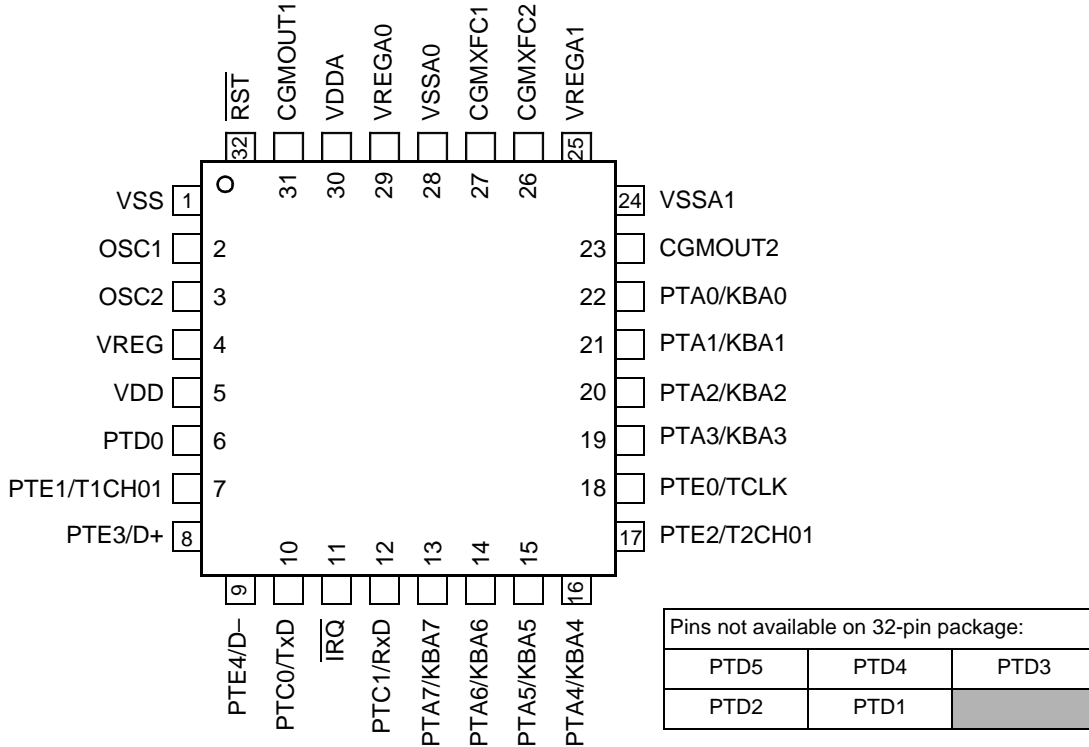 RST
CGMOUT1
VDDA
VREGA0
VSSA0
CGMXFC1
CGMXFC2
VREGA1
32
31
30
29
28
27
26
25
VSS 1
OSC1 2
OSC2 3
VREG 4
VDD 5
PTD0 6
PTE1/T1CH01 7
PTE3/D+ 8
24 VSSA1
23 CGMOUT2
22 PTA0/KBA0
21 PTA1/KBA1
20 PTA2/KBA2
19 PTA3/KBA3
18 PTE0/TCLK
17 PTE2/T2CH01
9
10
11
12
13
14
15
16
PTE4/D–
PTC0/TxD
IRQ
PTC1/RxD
PTA7/KBA7
PTA6/KBA6
PTA5/KBA5
PTA4/KBA4
Pins not available on 32-pin package:
PTD5 PTD4 PTD3
PTD2 PTD1